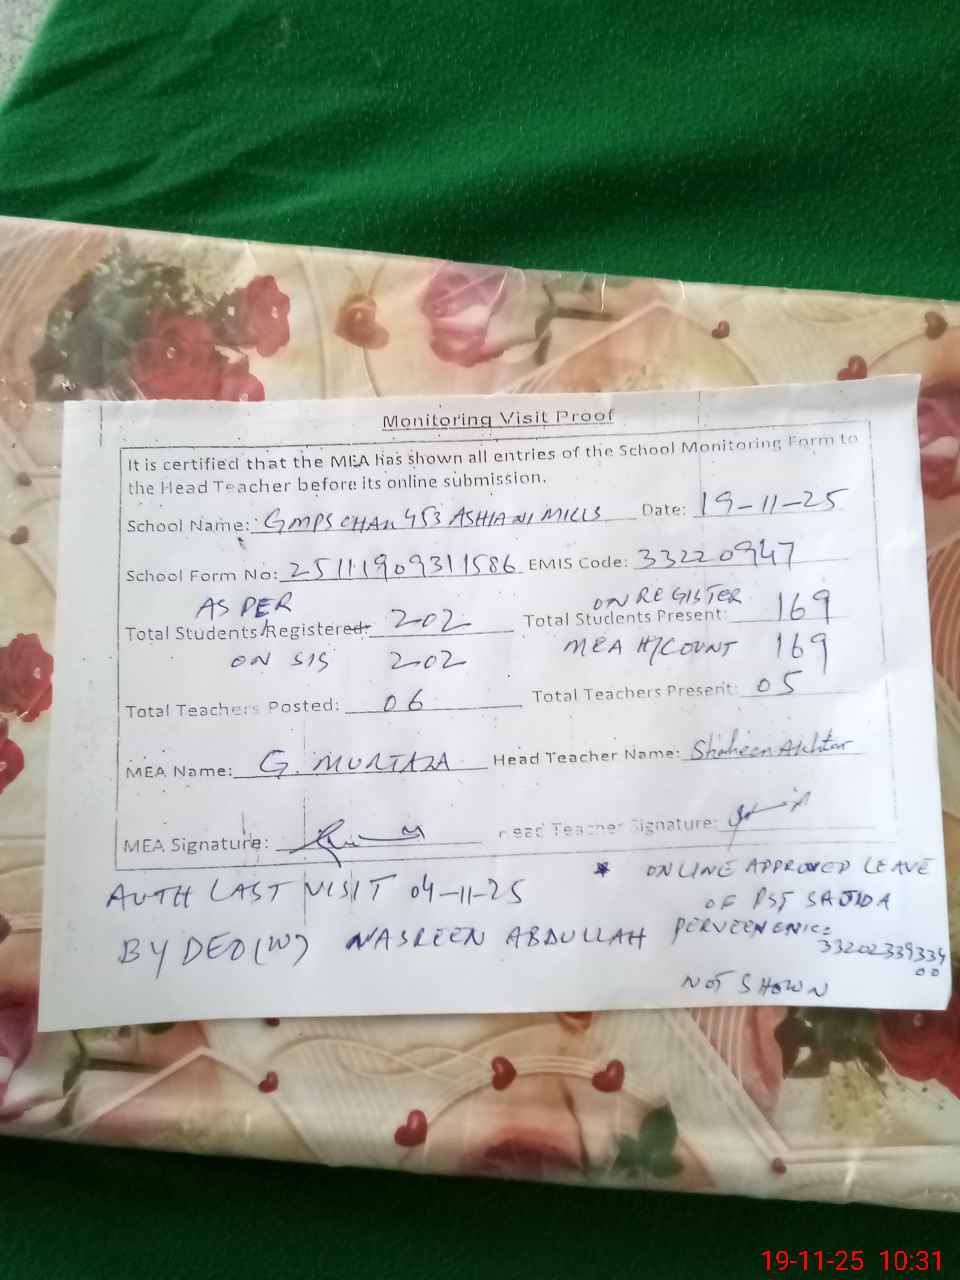 Monitoring Visit Proof
It is certified that the MEA has shown all entries of the School Monitoring Form to
the Head Teacher before its online submission.
School Name: GMPS CHAK 453 ASHIANI MILLS Date: 19-11-25
School Form No: 25111909311586 EMIS Code: 33220947
AS PER ON REGISTER
Total Students Registered: 202 Total Students Present: 169
ON SIS 202 MEA H/COUNT 169
Total Teachers Posted: 06 Total Teachers Present: 05
MEA Name: G. MURTAZA Head Teacher Name: Shaheen Akhtar
MEA Signature: Head Teacher Signature:
AUTH LAST VISIT 04-11-25 * ONLINE APPROVED LEAVE
OF PST SAJIDA
BY DEO(W) NASREEN ABDULLAH PERVEEN
33202339334
00
NOT SHOWN
19-11-25 10:31